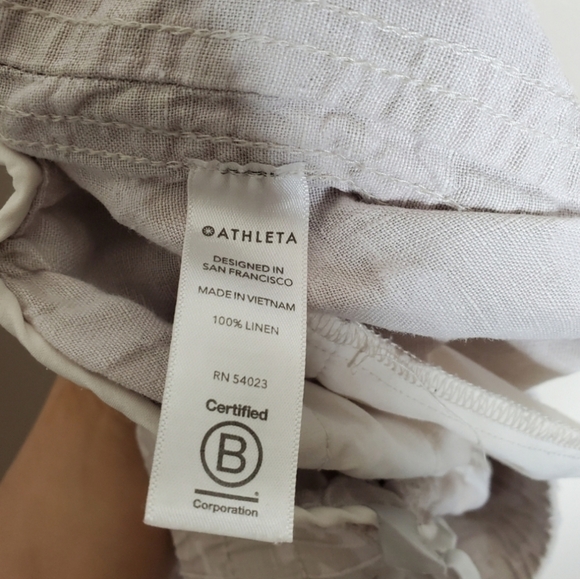 ATHLETA
DESIGNED IN
SAN FRANCISCO
MADE IN VIETNAM
100% LINEN
RN 54023
Certified
B
Corporation